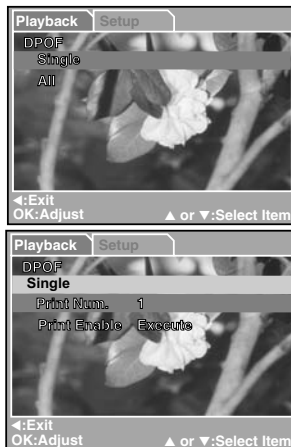 Playback Setup
DPOF
Single
All
◀:Exit
OK:Adjust ▲ or ▼:Select Item
Playback Setup
DPOF
Single
Print Num. 1
Print Enable Execute
◀:Exit
OK:Adjust ▲ or ▼:Select Item